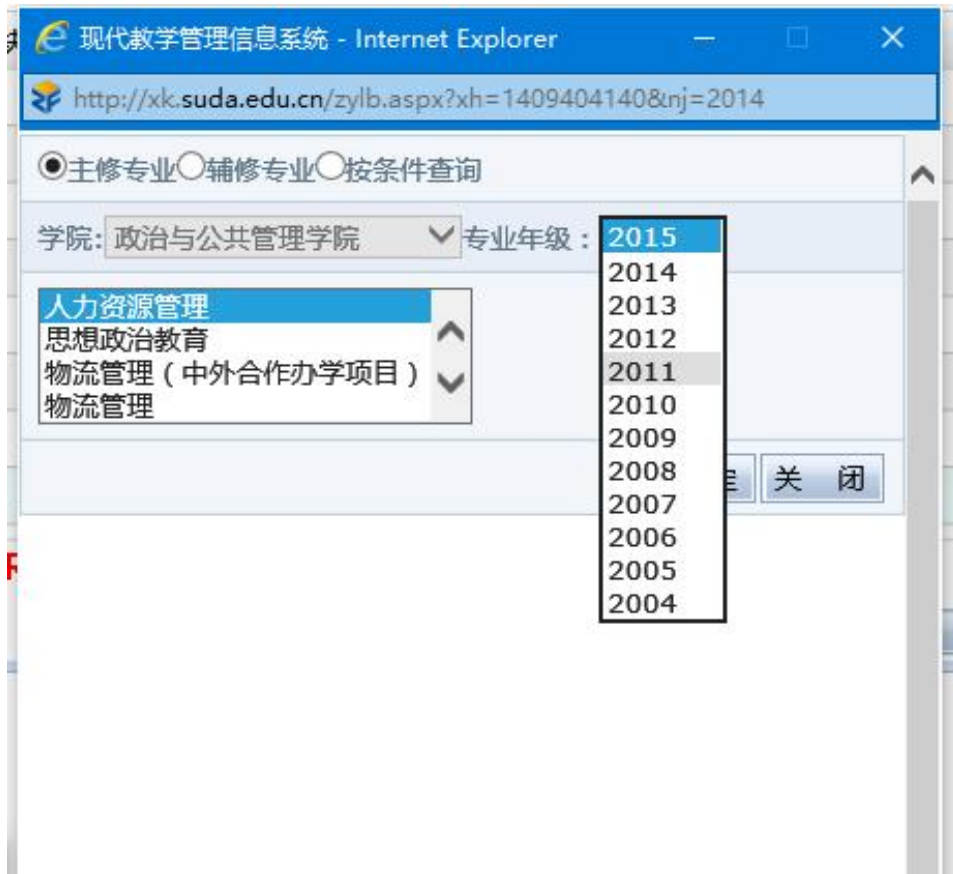 现代教学管理信息系统 - Internet Explorer
http://xk.suda.edu.cn/zylb.aspx?xh=1409404140&nj=2014
主修专业 辅修专业 按条件查询
学院: 政治与公共管理学院 专业年级： 2015
2014
2013
2012
2011
2010
2009
2008
2007
2006
2005
2004
人力资源管理
思想政治教育
物流管理（中外合作办学项目）
物流管理
关 闭